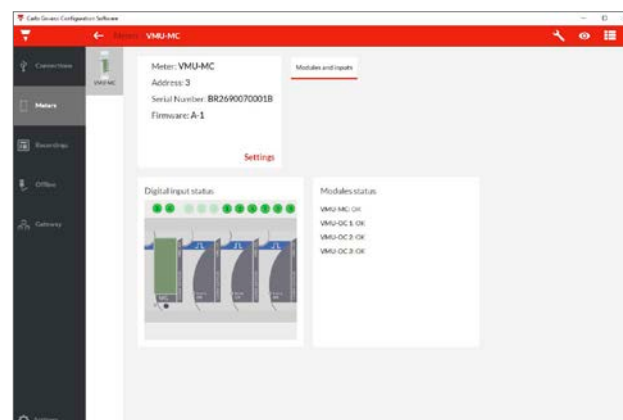 Carlo Gavazzi Configuration Software
Meters VMU-MC
Connections
Meters
Recordings
Offline
Gateway
Settings
VMU-MC
Meter: VMU-MC
Address: 3
Serial Number: BR2690070001B
Firmware: A-1
Settings
Modules and inputs
Digital input status
MC
Modules status
VMU-MC: OK
VMU-OC 1: OK
VMU-OC 2: OK
VMU-OC 3: OK